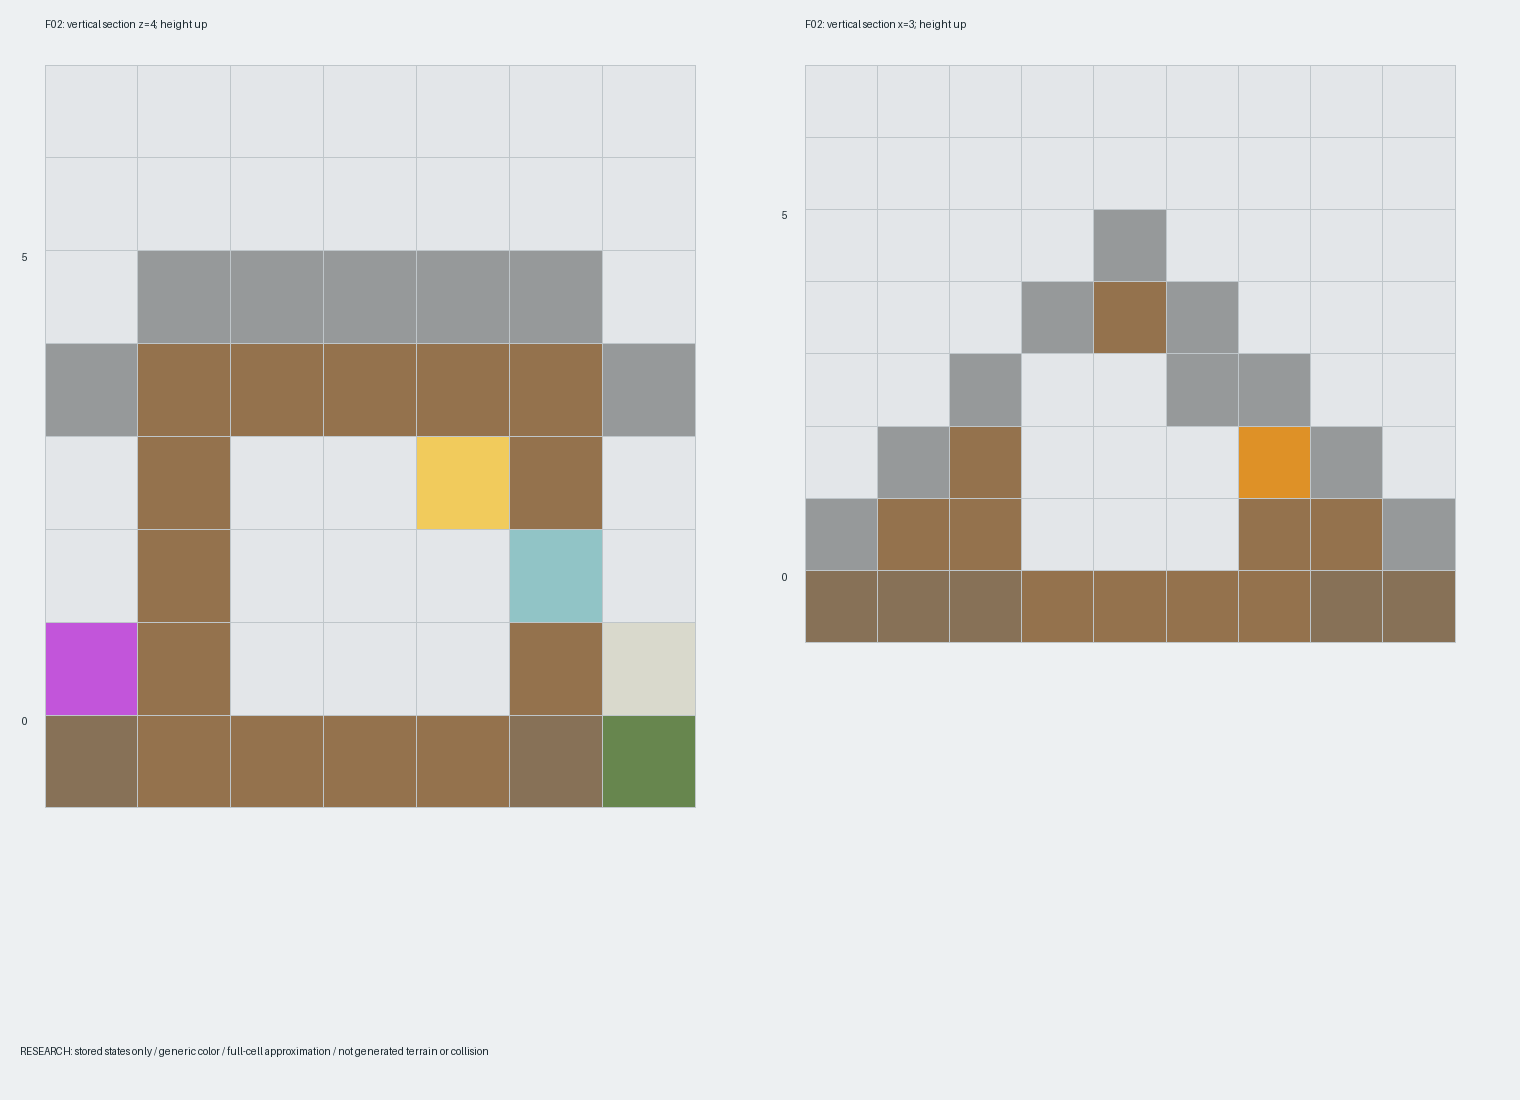 F02: vertical section z=4; height up
F02: vertical section x=3; height up
5
0
5
0
RESEARCH: stored states only / generic color / full-cell approximation / not generated terrain or collision